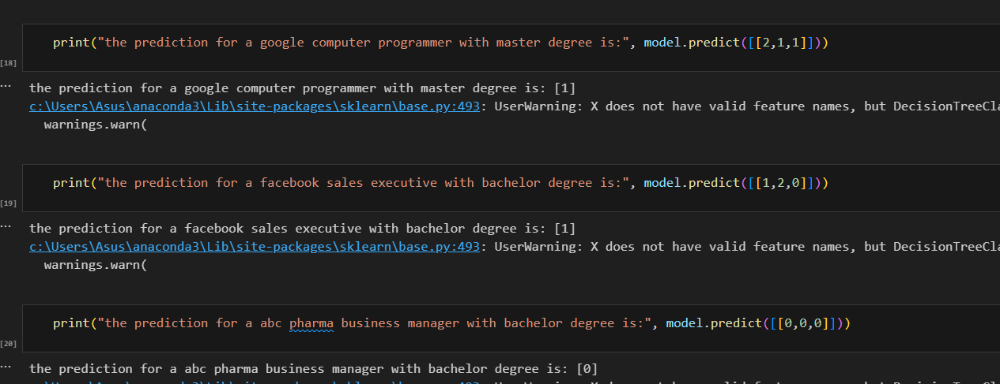 print("the prediction for a google computer programmer with master degree is:", model.predict([[2,1,1]]))
[18]
... the prediction for a google computer programmer with master degree is: [1]
c:\Users\Asus\anaconda3\Lib\site-packages\sklearn\base.py:493: UserWarning: X does not have valid feature names, but DecisionTreeCla
warnings.warn(
print("the prediction for a facebook sales executive with bachelor degree is:", model.predict([[1,2,0]]))
[19]
... the prediction for a facebook sales executive with bachelor degree is: [1]
c:\Users\Asus\anaconda3\Lib\site-packages\sklearn\base.py:493: UserWarning: X does not have valid feature names, but DecisionTreeCla
warnings.warn(
print("the prediction for a abc pharma business manager with bachelor degree is:", model.predict([[0,0,0]]))
[20]
... the prediction for a abc pharma business manager with bachelor degree is: [0]